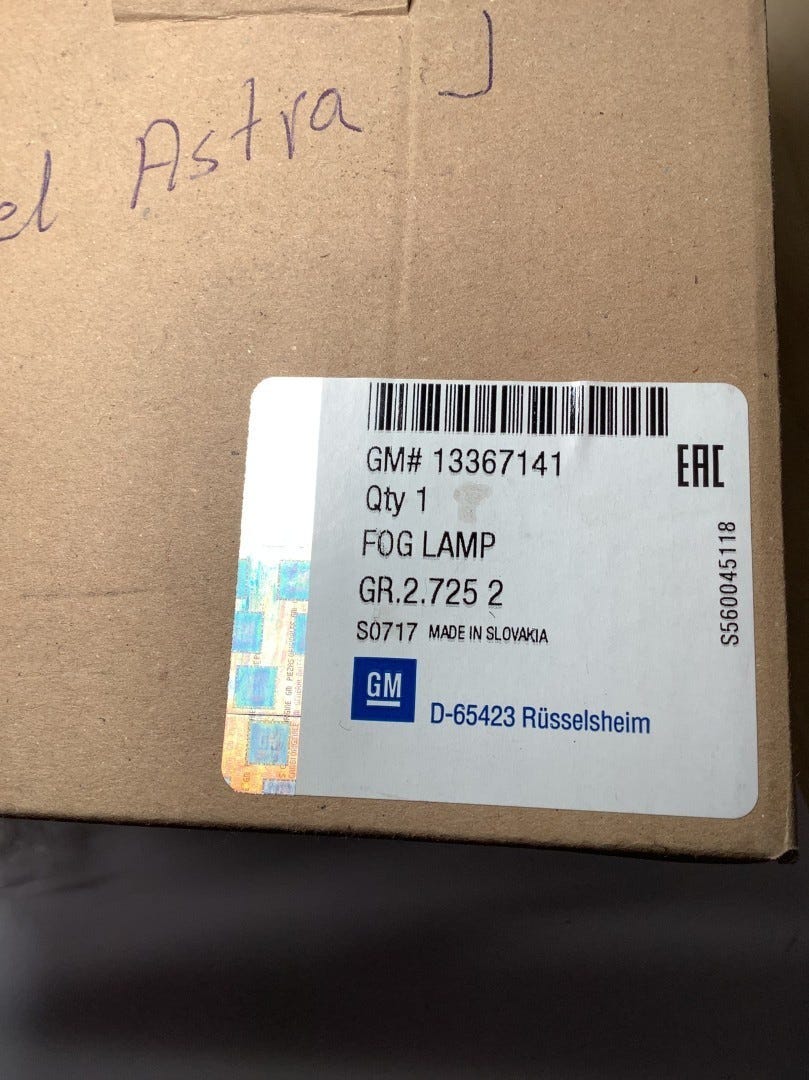 el Astra J
GM# 13367141
EAC
Qty 1
FOG LAMP
GR.2.725 2
S0717 MADE IN SLOVAKIA
S560045118
GM
D-65423 Rüsselsheim